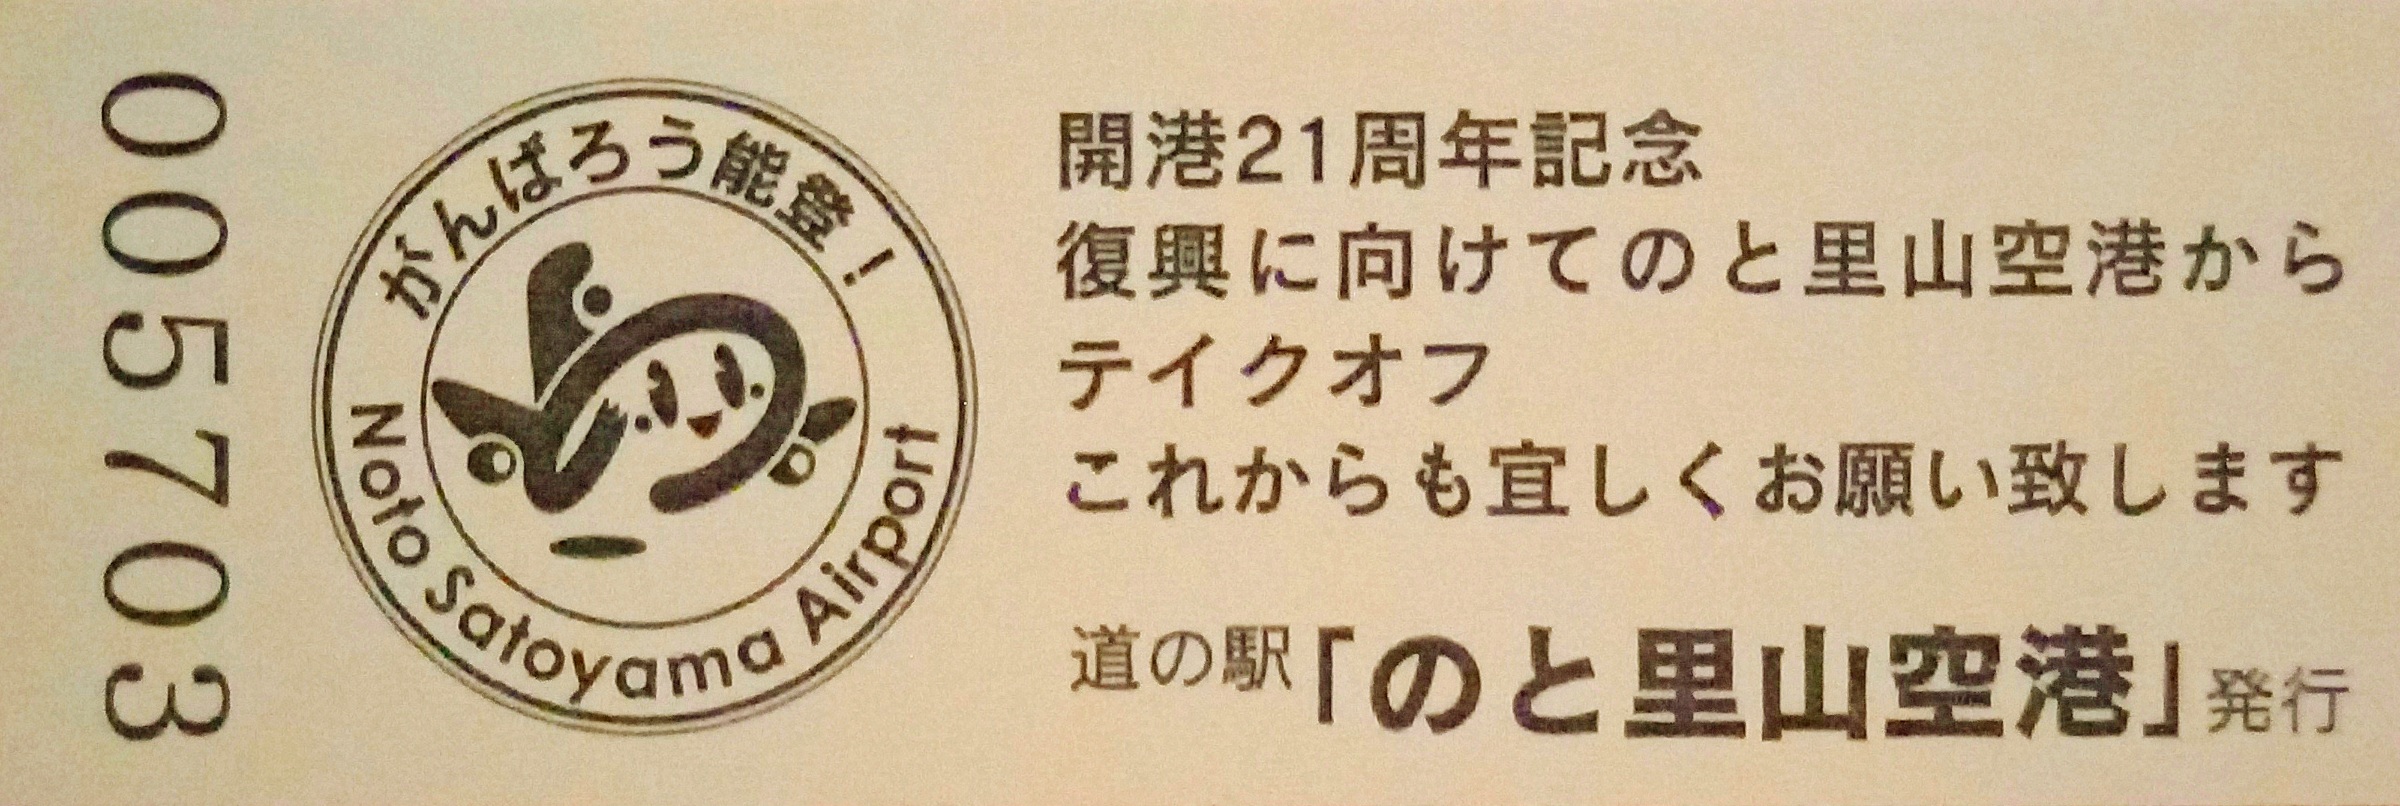 005703
がんばろう能登！
Noto Satoyama Airport
開港21周年記念
復興に向けてのと里山空港から
テイクオフ
これからも宜しくお願い致します
道の駅「のと里山空港」発行